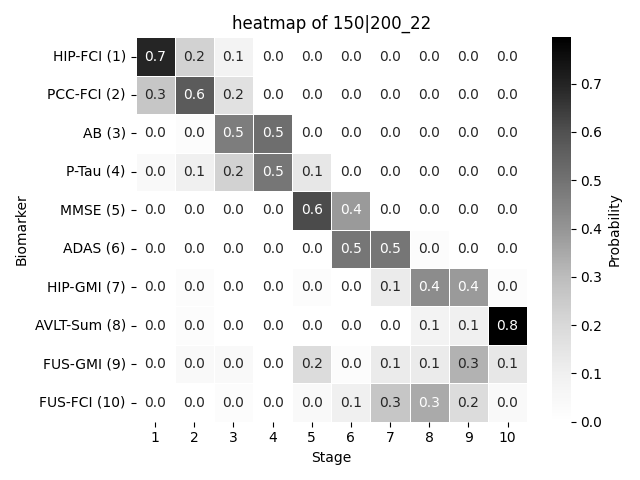 heatmap of 150|200_22
HIP-FCI (1) 0.7 0.2 0.1 0.0 0.0 0.0 0.0 0.0 0.0 0.0
PCC-FCI (2) 0.3 0.6 0.2 0.0 0.0 0.0 0.0 0.0 0.0 0.0
AB (3) 0.0 0.0 0.5 0.5 0.0 0.0 0.0 0.0 0.0 0.0
P-Tau (4) 0.0 0.1 0.2 0.5 0.1 0.0 0.0 0.0 0.0 0.0
MMSE (5) 0.0 0.0 0.0 0.0 0.6 0.4 0.0 0.0 0.0 0.0
ADAS (6) 0.0 0.0 0.0 0.0 0.0 0.5 0.5 0.0 0.0 0.0
HIP-GMI (7) 0.0 0.0 0.0 0.0 0.0 0.0 0.1 0.4 0.4 0.0
AVLT-Sum (8) 0.0 0.0 0.0 0.0 0.0 0.0 0.0 0.1 0.1 0.8
FUS-GMI (9) 0.0 0.0 0.0 0.0 0.2 0.0 0.1 0.1 0.3 0.1
FUS-FCI (10) 0.0 0.0 0.0 0.0 0.0 0.1 0.3 0.3 0.2 0.0
1 2 3 4 5 6 7 8 9 10
Stage
Biomarker
0.7
0.6
0.5
0.4
0.3
0.2
0.1
0.0
Probability